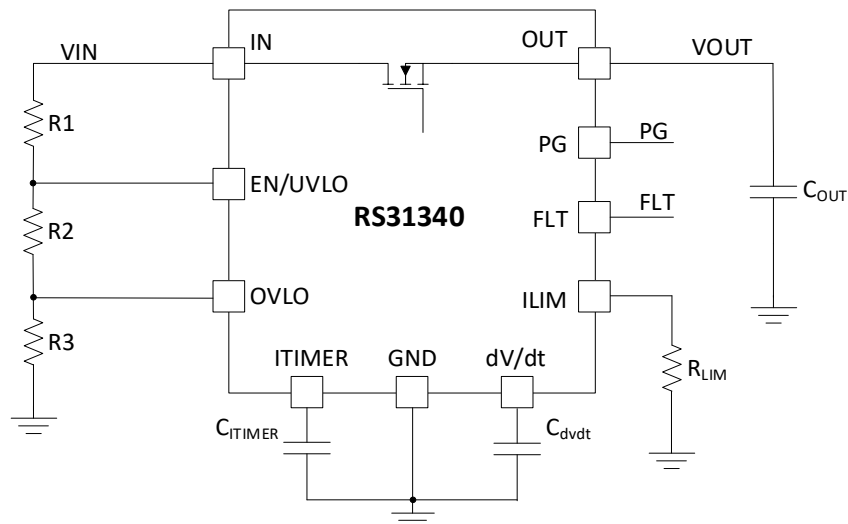 VIN
IN
OUT
VOUT
R1
PG
PG
EN/UVLO
RS31340
COUT
R2
FLT
FLT
OVLO
ILIM
R3
ITIMER
GND
dV/dt
RLIM
CITIMER
Cdvdt